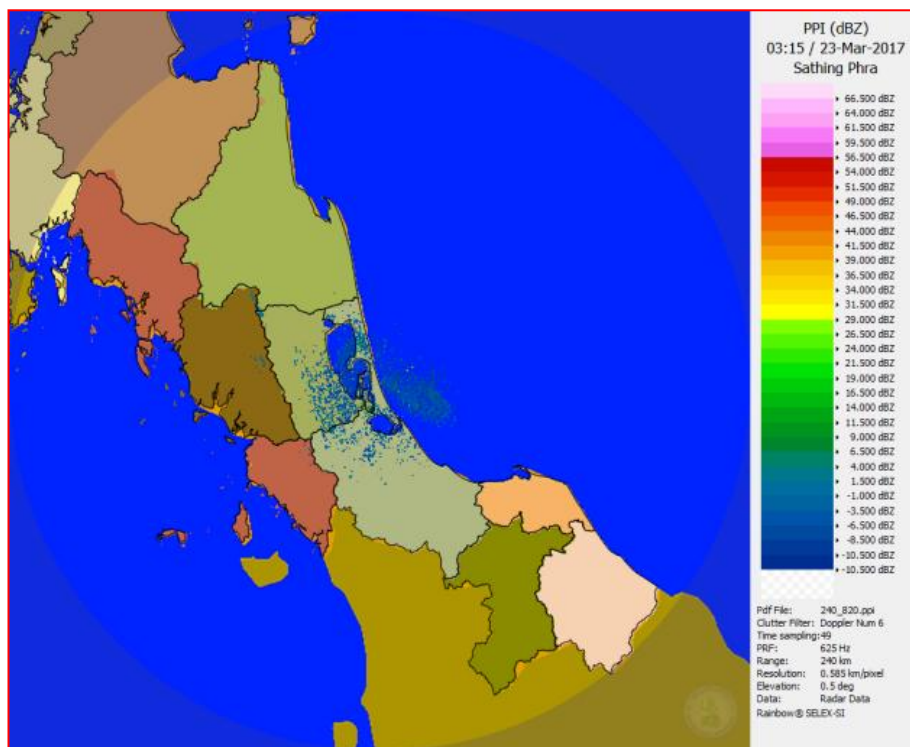 PPI (dBZ)
03:15 / 23-Mar-2017
Sathing Phra
66.500 dBZ
64.000 dBZ
61.500 dBZ
59.500 dBZ
56.500 dBZ
54.000 dBZ
51.500 dBZ
49.000 dBZ
46.500 dBZ
44.000 dBZ
41.500 dBZ
39.000 dBZ
36.500 dBZ
34.000 dBZ
31.500 dBZ
29.000 dBZ
26.500 dBZ
24.000 dBZ
21.500 dBZ
19.000 dBZ
16.500 dBZ
14.000 dBZ
11.500 dBZ
9.000 dBZ
6.500 dBZ
4.000 dBZ
1.500 dBZ
-1.000 dBZ
-3.500 dBZ
-6.500 dBZ
-8.500 dBZ
-10.500 dBZ
-10.500 dBZ
Pdf File: 240_820.ppi
Clutter Filter: Doppler Num 6
Time sampling:49
PRF: 625 Hz
Range: 240 km
Resolution: 0.585 km/pixel
Elevation: 0.5 deg
Data: Radar Data
Rainbow® SELEX-SI